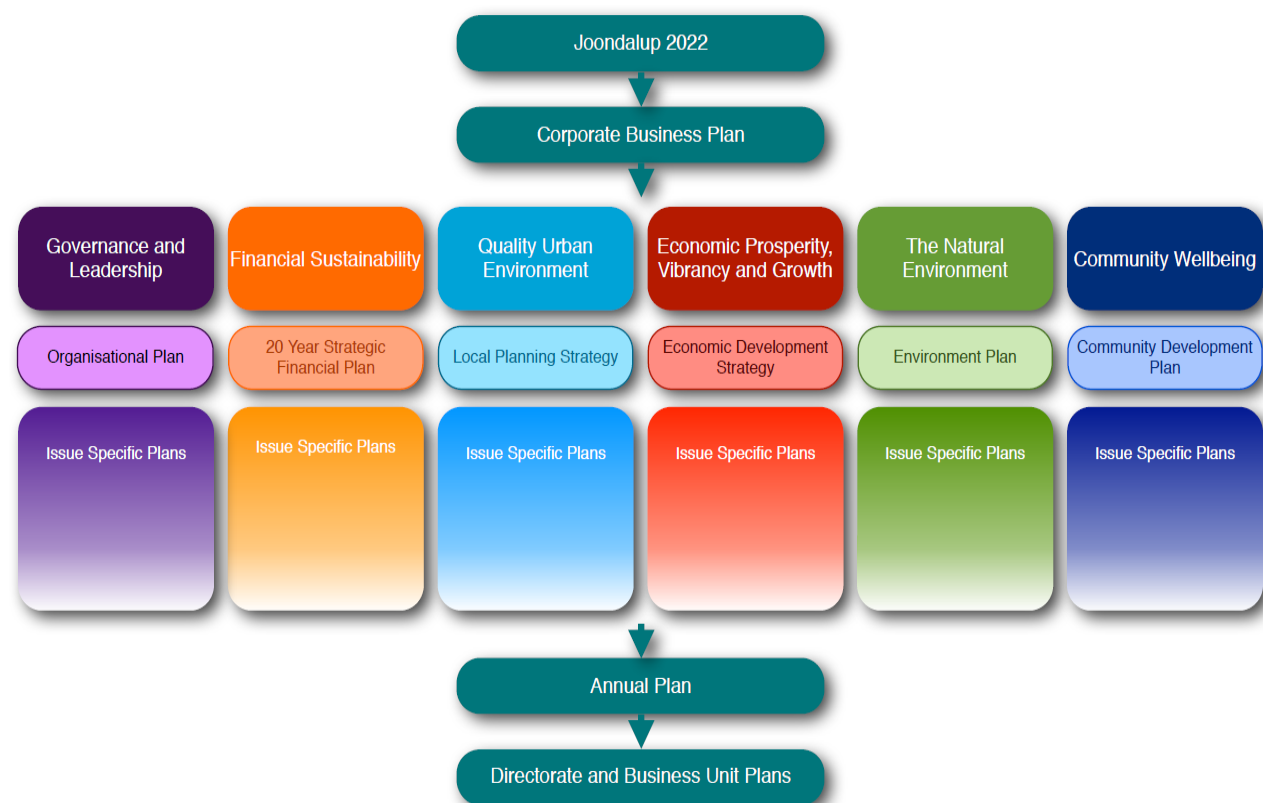 Joondalup 2022
Corporate Business Plan
Governance and
Leadership
Financial Sustainability
Quality Urban
Environment
Economic Prosperity,
Vibrancy and Growth
The Natural
Environment
Community Wellbeing
Organisational Plan
20 Year Strategic
Financial Plan
Local Planning Strategy
Economic Development
Strategy
Environment Plan
Community Development
Plan
Issue Specific Plans
Issue Specific Plans
Issue Specific Plans
Issue Specific Plans
Issue Specific Plans
Issue Specific Plans
Annual Plan
Directorate and Business Unit Plans